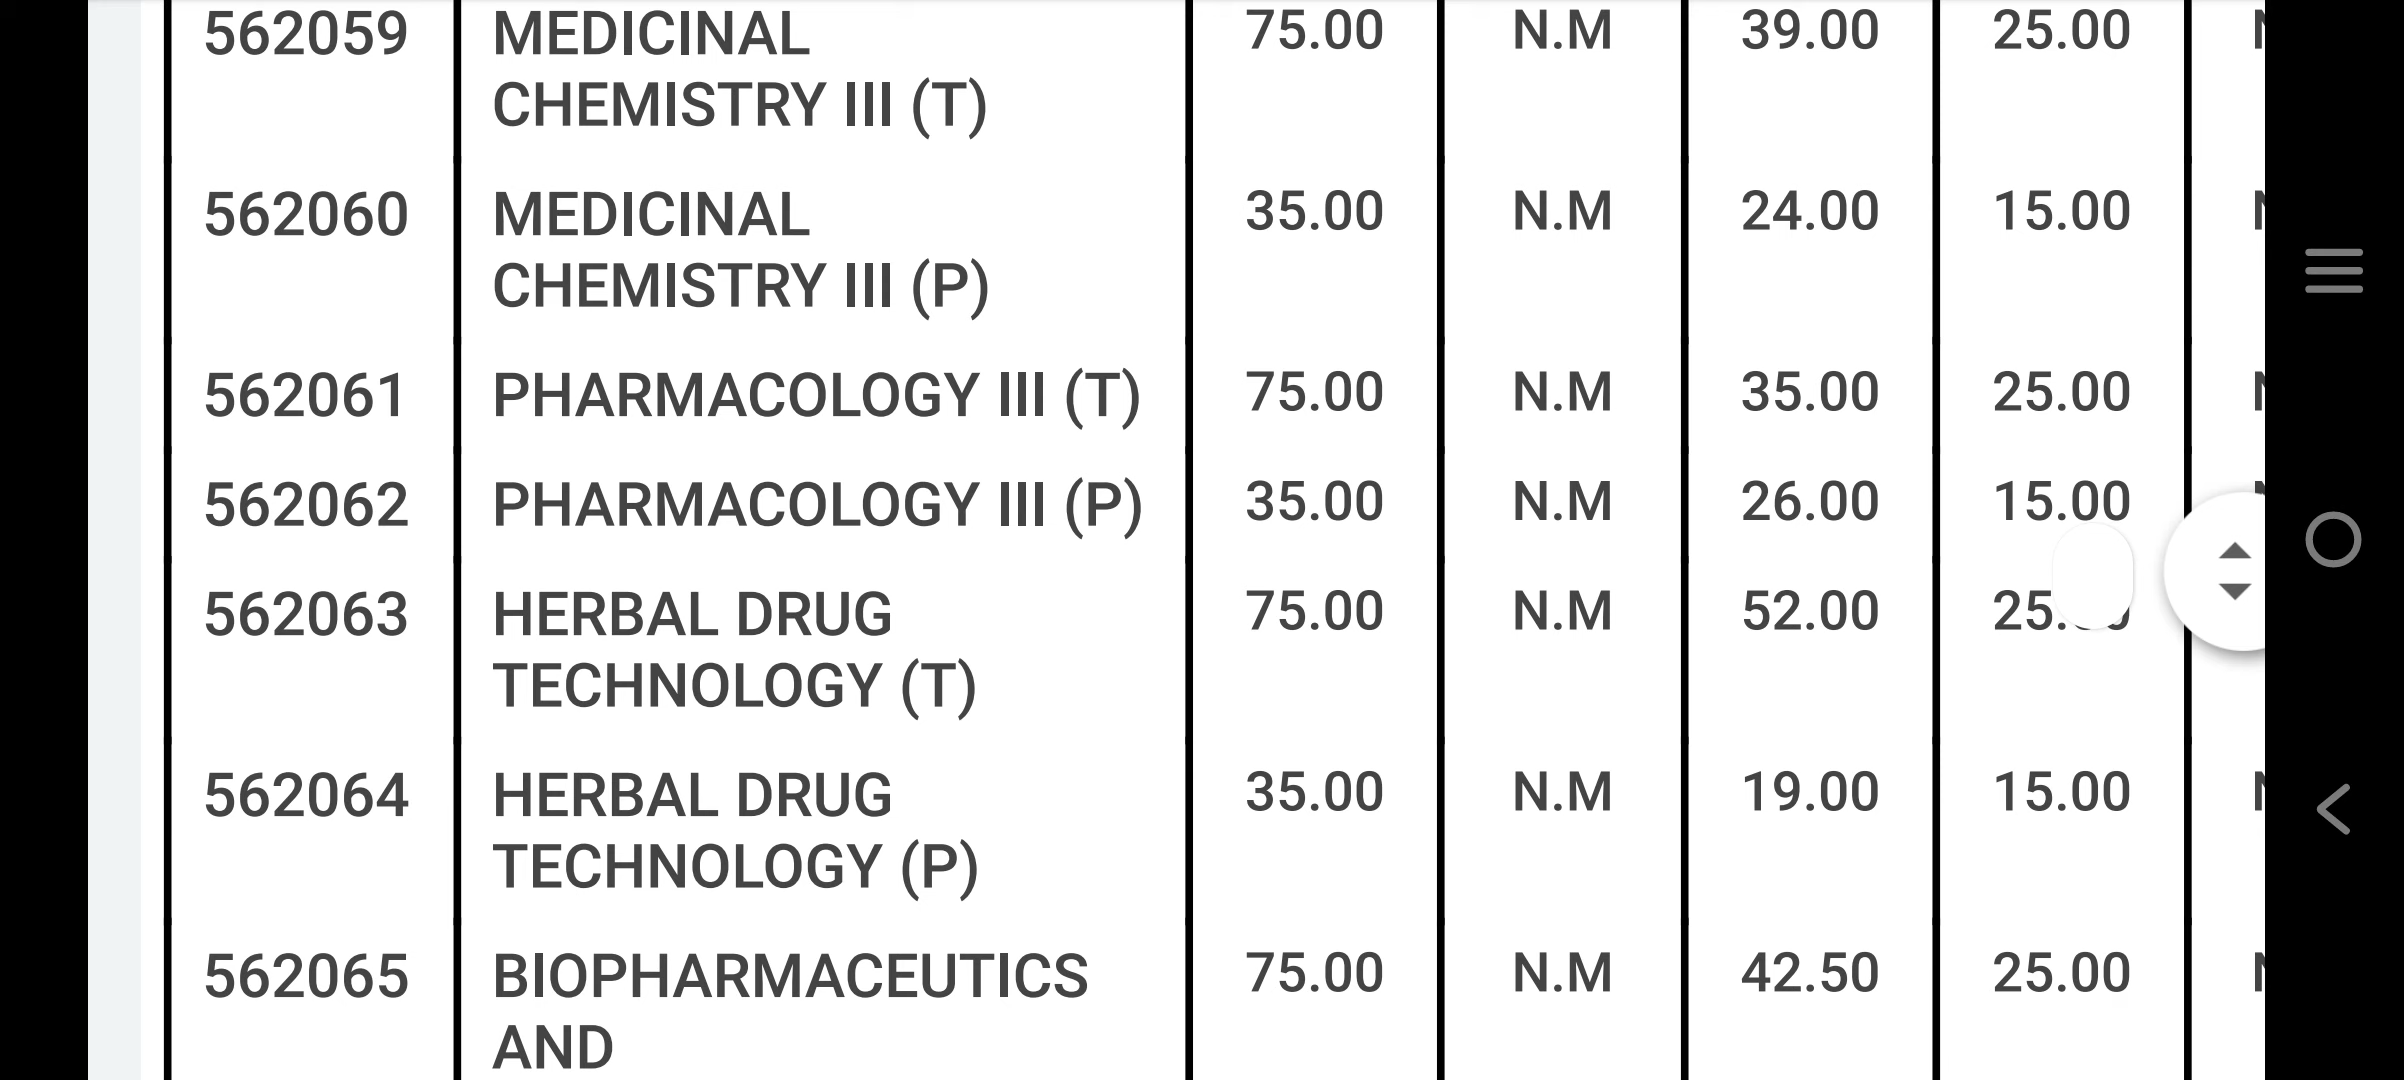 562059 MEDICINAL 75.00 N.M 39.00 25.00
CHEMISTRY III (T)
562060 MEDICINAL 35.00 N.M 24.00 15.00
CHEMISTRY III (P)
562061 PHARMACOLOGY III (T) 75.00 N.M 35.00 25.00
562062 PHARMACOLOGY III (P) 35.00 N.M 26.00 15.00
562063 HERBAL DRUG 75.00 N.M 52.00
TECHNOLOGY (T)
562064 HERBAL DRUG 35.00 N.M 19.00 15.00
TECHNOLOGY (P)
562065 BIOPHARMACEUTICS 75.00 N.M 42.50 25.00
AND